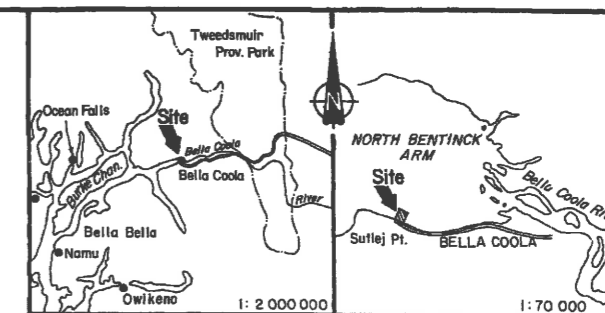 Tweedsmuir
Prov. Park
Ocean Falls
Site
Bella Coola
Bella Coola
Burke Chan.
River
Bella Bella
Namu
Owikeno
1: 2 000 000
N
NORTH BENTINCK
ARM
Bella Coola Ri
Site
Sutlej Pt.
BELLA COOLA
1:70 000